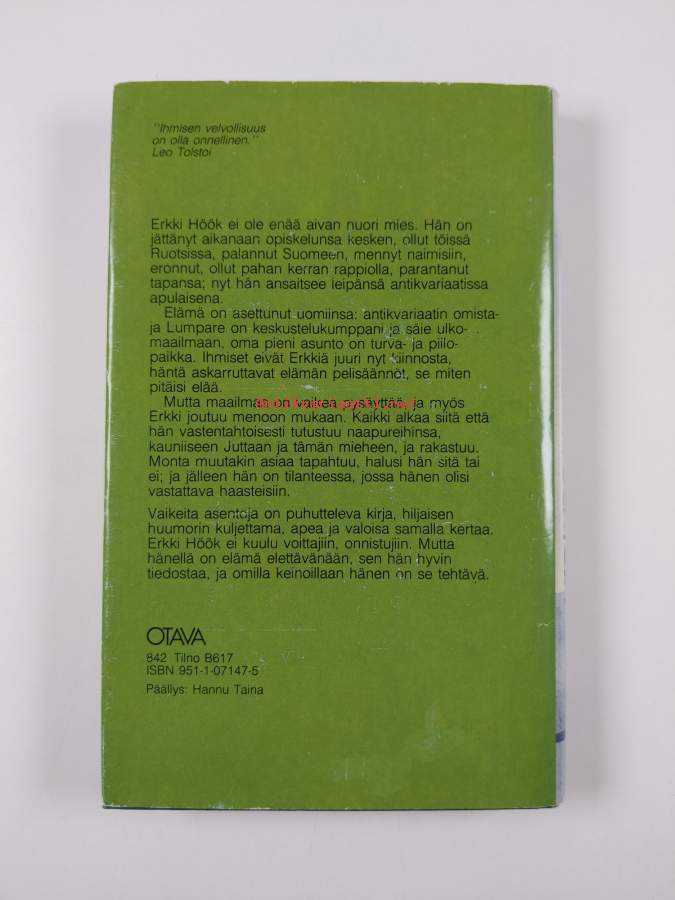 "Ihmisen velvollisuus
on olla onnellinen."
Leo Tolstoi
Erkki Höök ei ole enää aivan nuori mies. Hän on
jättänyt aikanaan opiskelunsa kesken, ollut töissä
Ruotsissa, palannut Suomeen, mennyt naimisiin,
eronnut, ollut pahan kerran rappiolla, parantanut
tapansa; nyt hän ansaitsee leipänsä antikvariaatissa
apulaisena.
Elämä on asettunut uomiinsa: antikvariaatin omista-
ja Lumpare on keskustelukumppani ja säie ulko-
maailmaan, oma pieni asunto on turva- ja piilo-
paikka. Ihmiset eivät Erkkiä juuri nyt kiinnosta,
häntä askarruttavat elämän pelisäännöt, se miten
pitäisi elää.
Mutta maailmaa on vaikea pysäyttää, ja myös
Erkki joutuu menoon mukaan. Kaikki alkaa siitä että
hän vastentahtoisesti tutustuu naapureihinsa,
kauniiseen Juttaan ja tämän mieheen, ja rakastuu.
Monta muutakin asiaa tapahtuu, halusi hän sitä tai
ei; ja jälleen hän on tilanteessa, jossa hänen olisi
vastattava haasteisiin.
Vaikeita asentoja on puhutteleva kirja, hiljaisen
huumorin kuljettama, apea ja valoisa samalla kertaa.
Erkki Höök ei kuulu voittajiin, onnistujiin. Mutta
hänellä on elämä elettävänään, sen hän hyvin
tiedostaa, ja omilla keinoillaan hänen on se tehtävä.
OTAVA
842 Tilno B617
ISBN 951-1-07147-5
Päällys: Hannu Taina